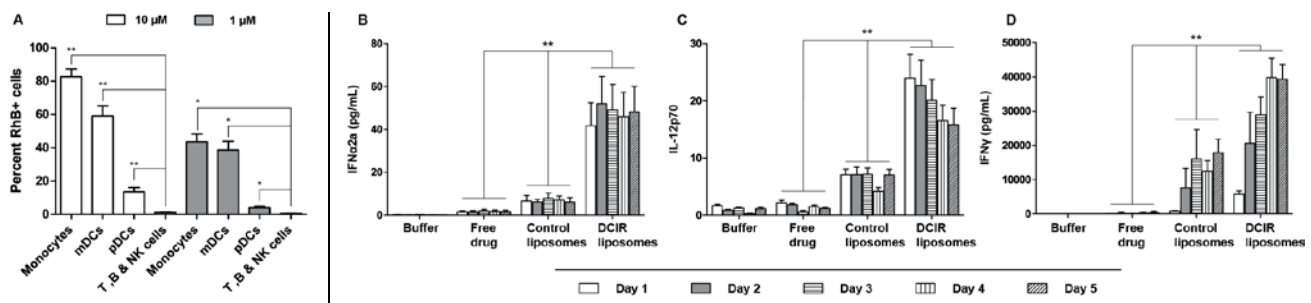 A
10 μM
1 μM
Percent RhB+ cells
100
80
60
40
20
0
**
**
**
*
*
*
Monocytes
mDCs
pDCs
T,B & NK cells
Monocytes
mDCs
pDCs
T,B & NK cells
B
IFNα2a (pg/mL)
80
60
40
20
0
**
Buffer
Free drug
Control liposomes
DCIR liposomes
C
IL-12p70
30
20
10
0
**
Buffer
Free drug
Control liposomes
DCIR liposomes
D
IFNγ (pg/mL)
50000
40000
30000
20000
10000
0
**
Buffer
Free drug
Control liposomes
DCIR liposomes
Day 1
Day 2
Day 3
Day 4
Day 5